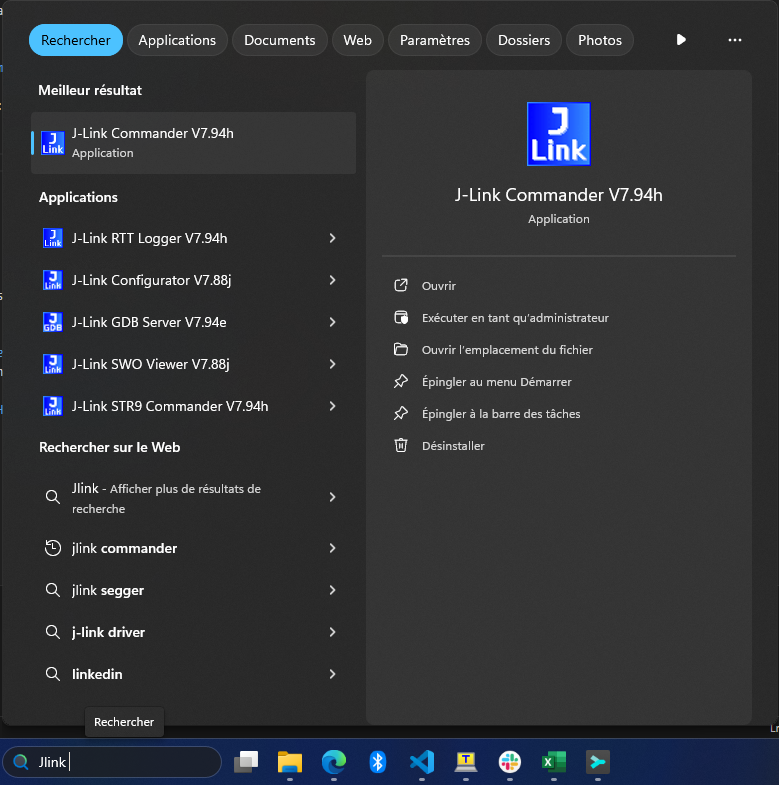 Rechercher
Applications
Documents
Web
Paramètres
Dossiers
Photos
Meilleur résultat
J-Link Commander V7.94h
Application
Applications
J-Link RTT Logger V7.94h
J-Link Configurator V7.88j
J-Link GDB Server V7.94e
J-Link SWO Viewer V7.88j
J-Link STR9 Commander V7.94h
Rechercher sur le Web
Jlink - Afficher plus de résultats de
recherche
jlink commander
jlink segger
j-link driver
linkedin
J
Link
J-Link Commander V7.94h
Application
Ouvrir
Exécuter en tant qu'administrateur
Ouvrir l'emplacement du fichier
Épingler au menu Démarrer
Épingler à la barre des tâches
Désinstaller
Rechercher
Jlink